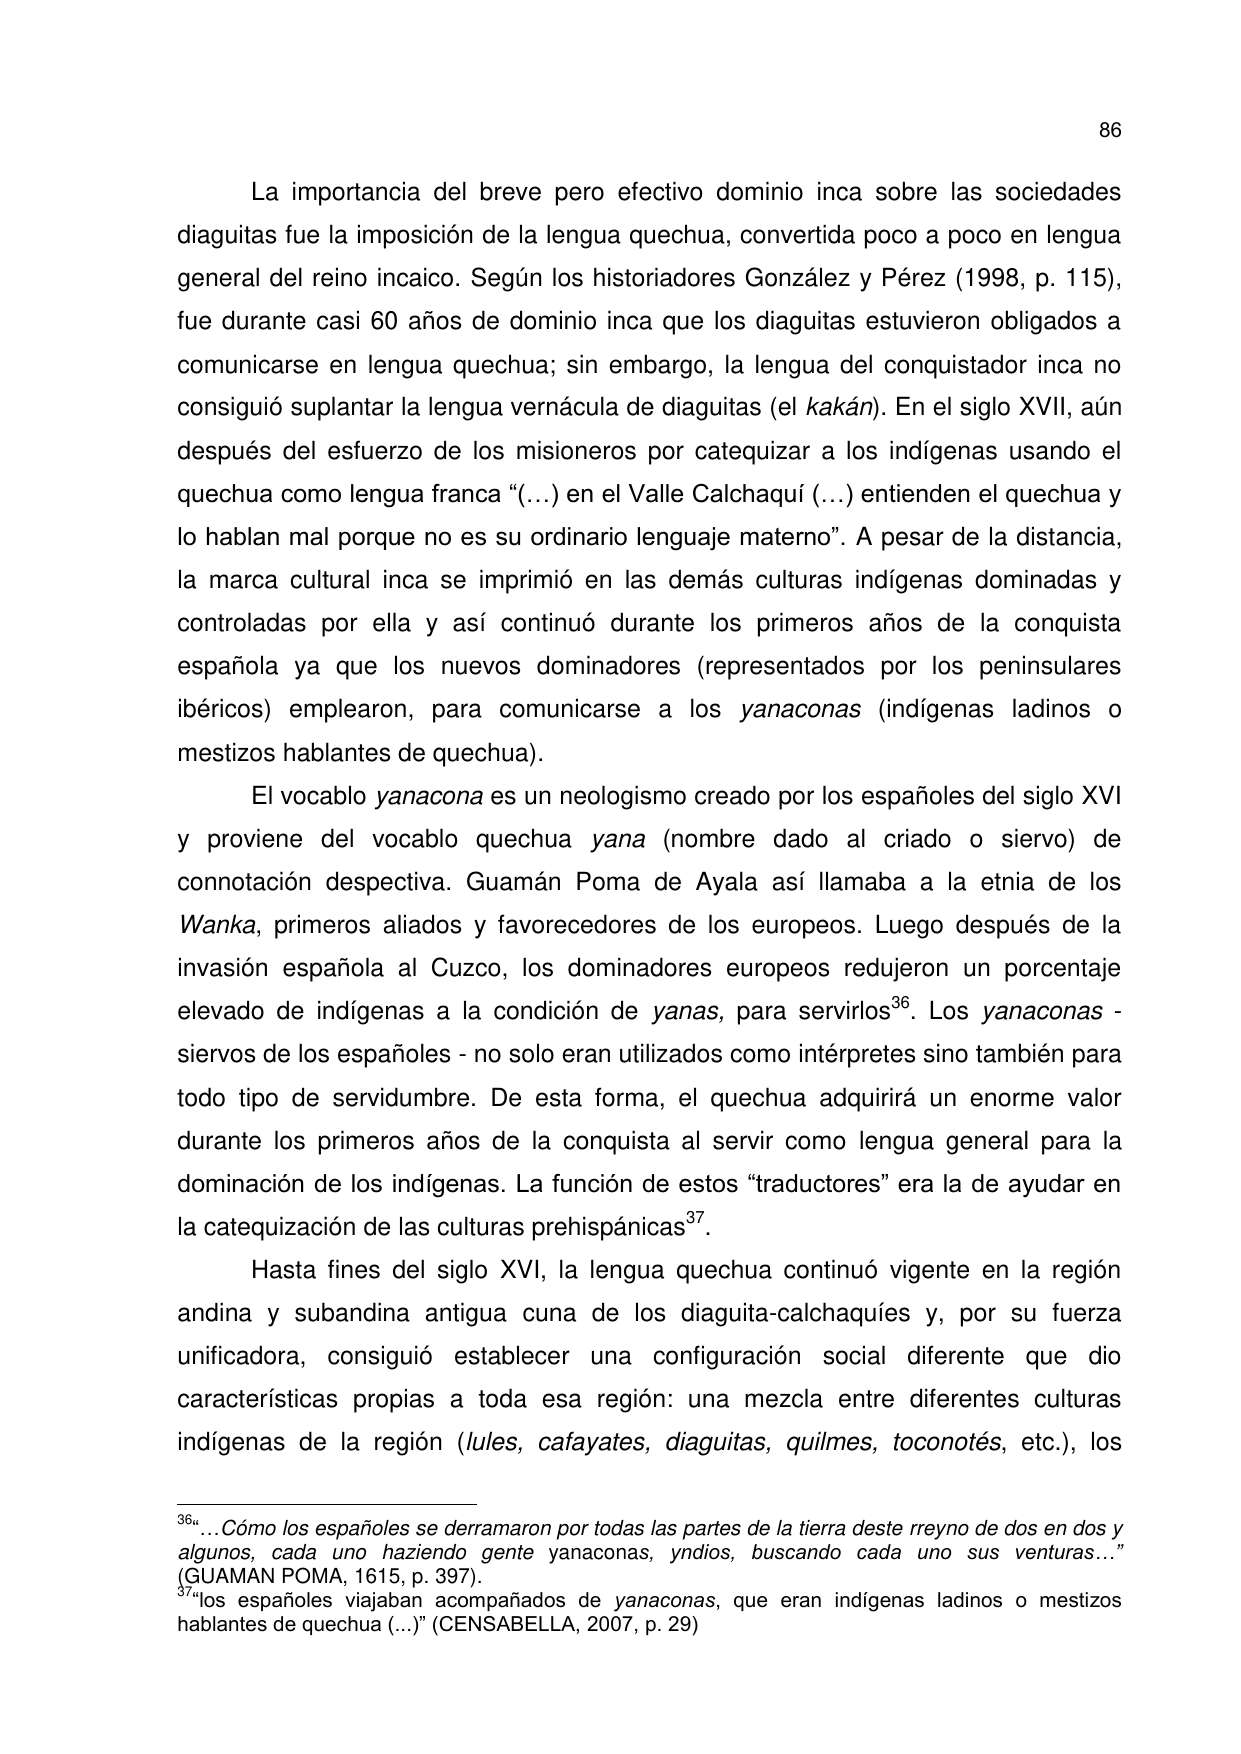 86
La importancia del breve pero efectivo dominio inca sobre las sociedades
diaguitas fue la imposición de la lengua quechua, convertida poco a poco en lengua
general del reino incaico. Según los historiadores González y Pérez (1998, p. 115),
fue durante casi 60 años de dominio inca que los diaguitas estuvieron obligados a
comunicarse en lengua quechua; sin embargo, la lengua del conquistador inca no
consiguió suplantar la lengua vernácula de diaguitas (el kakán). En el siglo XVII, aún
después del esfuerzo de los misioneros por catequizar a los indígenas usando el
quechua como lengua franca “(…) en el Valle Calchaquí (…) entienden el quechua y
lo hablan mal porque no es su ordinario lenguaje materno”. A pesar de la distancia,
la marca cultural inca se imprimió en las demás culturas indígenas dominadas y
controladas por ella y así continuó durante los primeros años de la conquista
española ya que los nuevos dominadores (representados por los peninsulares
ibéricos) emplearon, para comunicarse a los yanaconas (indígenas ladinos o
mestizos hablantes de quechua).
El vocablo yanacona es un neologismo creado por los españoles del siglo XVI
y proviene del vocablo quechua yana (nombre dado al criado o siervo) de
connotación despectiva. Guamán Poma de Ayala así llamaba a la etnia de los
Wanka, primeros aliados y favorecedores de los europeos. Luego después de la
invasión española al Cuzco, los dominadores europeos redujeron un porcentaje
elevado de indígenas a la condición de yanas, para servirlos36. Los yanaconas -
siervos de los españoles - no solo eran utilizados como intérpretes sino también para
todo tipo de servidumbre. De esta forma, el quechua adquirirá un enorme valor
durante los primeros años de la conquista al servir como lengua general para la
dominación de los indígenas. La función de estos “traductores” era la de ayudar en
la catequización de las culturas prehispánicas37.
Hasta fines del siglo XVI, la lengua quechua continuó vigente en la región
andina y subandina antigua cuna de los diaguita-calchaquíes y, por su fuerza
unificadora, consiguió establecer una configuración social diferente que dio
características propias a toda esa región: una mezcla entre diferentes culturas
indígenas de la región (lules, cafayates, diaguitas, quilmes, toconotés, etc.), los
36“…Cómo los españoles se derramaron por todas las partes de la tierra deste rreyno de dos en dos y
algunos, cada uno haziendo gente yanaconas, yndios, buscando cada uno sus venturas…”
(GUAMAN POMA, 1615, p. 397).
37“los españoles viajaban acompañados de yanaconas, que eran indígenas ladinos o mestizos
hablantes de quechua (...)” (CENSABELLA, 2007, p. 29)